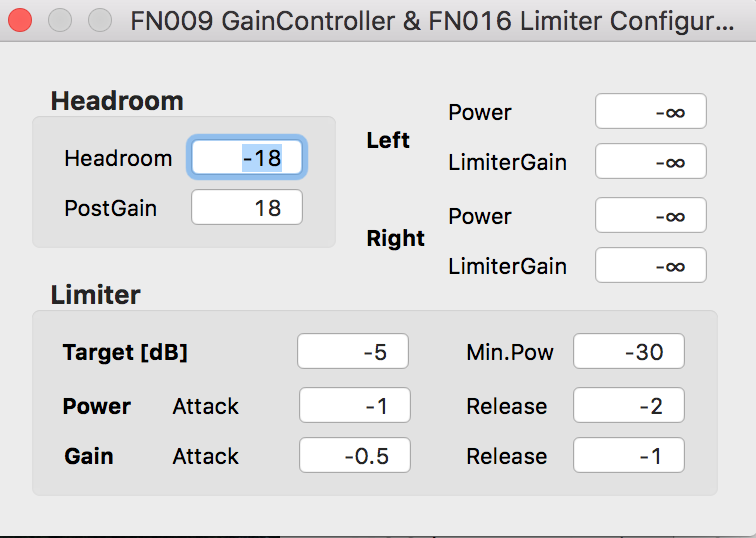 FN009 GainController & FN016 Limiter Configur...
Headroom
Headroom -18
PostGain 18
Left
Power -∞
LimiterGain -∞
Right
Power -∞
LimiterGain -∞
Limiter
Target [dB] -5 Min.Pow -30
Power Attack -1 Release -2
Gain Attack -0.5 Release -1